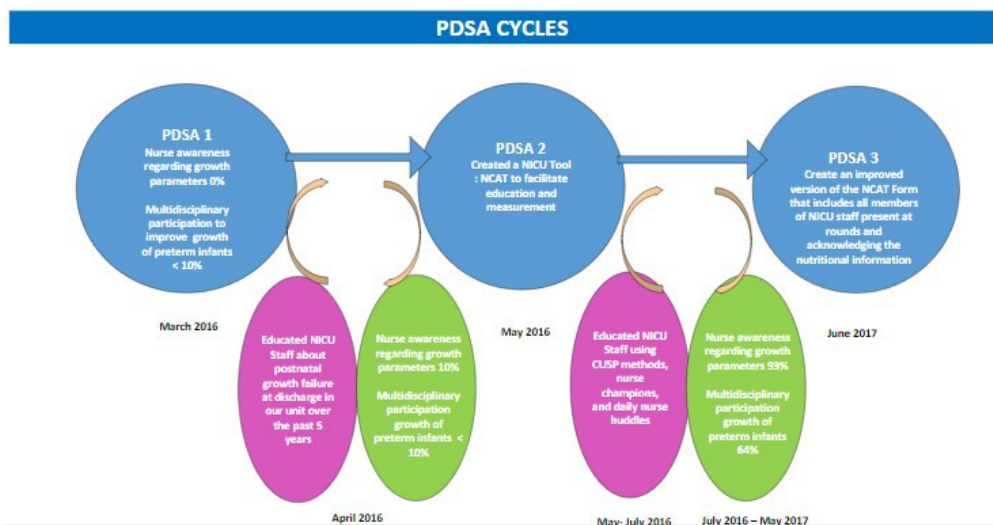 PDSA CYCLES
PDSA 1
Nurse awareness
regarding growth
parameters 0%
Multidisciplinary
participation to
improve growth
of preterm infants
< 10%
March 2016
Educated NICU
Staff about
postnatal
growth failure
at discharge in
our unit over
the past 5
years
Nurse awareness
regarding growth
parameters 10%
Multidisciplinary
participation
growth of
preterm infants <
10%
April 2016
PDSA 2
Created a NICU Tool
: NCAT to facilitate
education and
measurement
May 2016
Educated NICU
Staff using
CUSP methods,
nurse
champions,
and daily nurse
huddles
May- July 2016
Nurse awareness
regarding growth
parameters 93%
Multidisciplinary
participation
growth of
preterm infants
64%
July 2016 – May 2017
PDSA 3
Create an improved
version of the NCAT Form
that includes all members
of NICU staff present at
rounds and
acknowledging the
nutritional information
June 2017